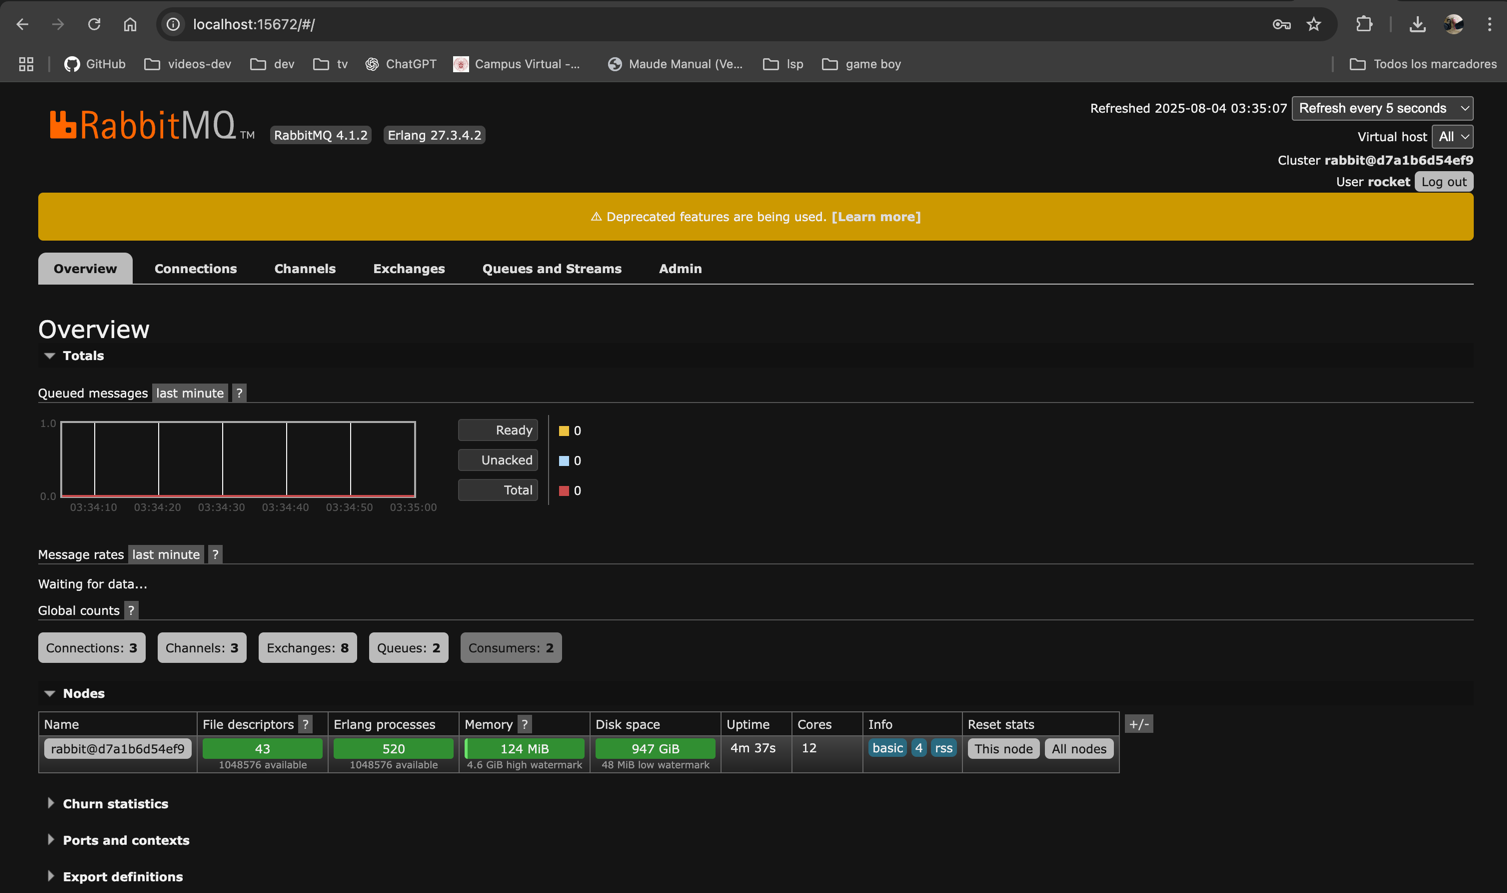 localhost:15672/#/
GitHub videos-dev dev tv ChatGPT Campus Virtual -... Maude Manual (Ve... lsp game boy Todos los marcadores
RabbitMQ TM RabbitMQ 4.1.2 Erlang 27.3.4.2
Refreshed 2025-08-04 03:35:07 Refresh every 5 seconds
Virtual host All
Cluster rabbit@d7a1b6d54ef9
User rocket Log out
⚠ Deprecated features are being used. [Learn more]
Overview Connections Channels Exchanges Queues and Streams Admin
Overview
Totals
Queued messages last minute ?
1.0
0.0
03:34:10 03:34:20 03:34:30 03:34:40 03:34:50 03:35:00
Ready 0
Unacked 0
Total 0
Message rates last minute ?
Waiting for data...
Global counts ?
Connections: 3 Channels: 3 Exchanges: 8 Queues: 2 Consumers: 2
Nodes
Name File descriptors ? Erlang processes Memory ? Disk space Uptime Cores Info Reset stats +/-
rabbit@d7a1b6d54ef9 43 520 124 MiB 947 GiB 4m 37s 12 basic 4 rss This node All nodes
1048576 available 1048576 available 4.6 GiB high watermark 48 MiB low watermark
Churn statistics
Ports and contexts
Export definitions